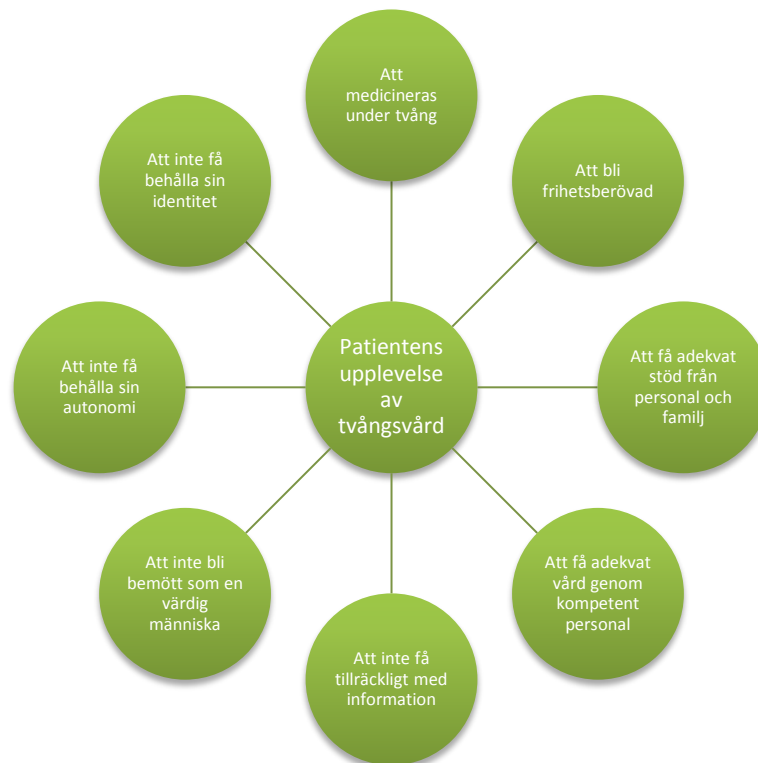 Att
medicineras
under tvång
Att bli
frihetsberövad
Att få adekvat
stöd från
personal och
familj
Att få adekvat
vård genom
kompetent
personal
Att inte få
tillräckligt med
information
Att inte bli
bemött som en
värdig
människa
Att inte få
behålla sin
autonomi
Att inte få
behålla sin
identitet
Patientens
upplevelse
av
tvångsvård